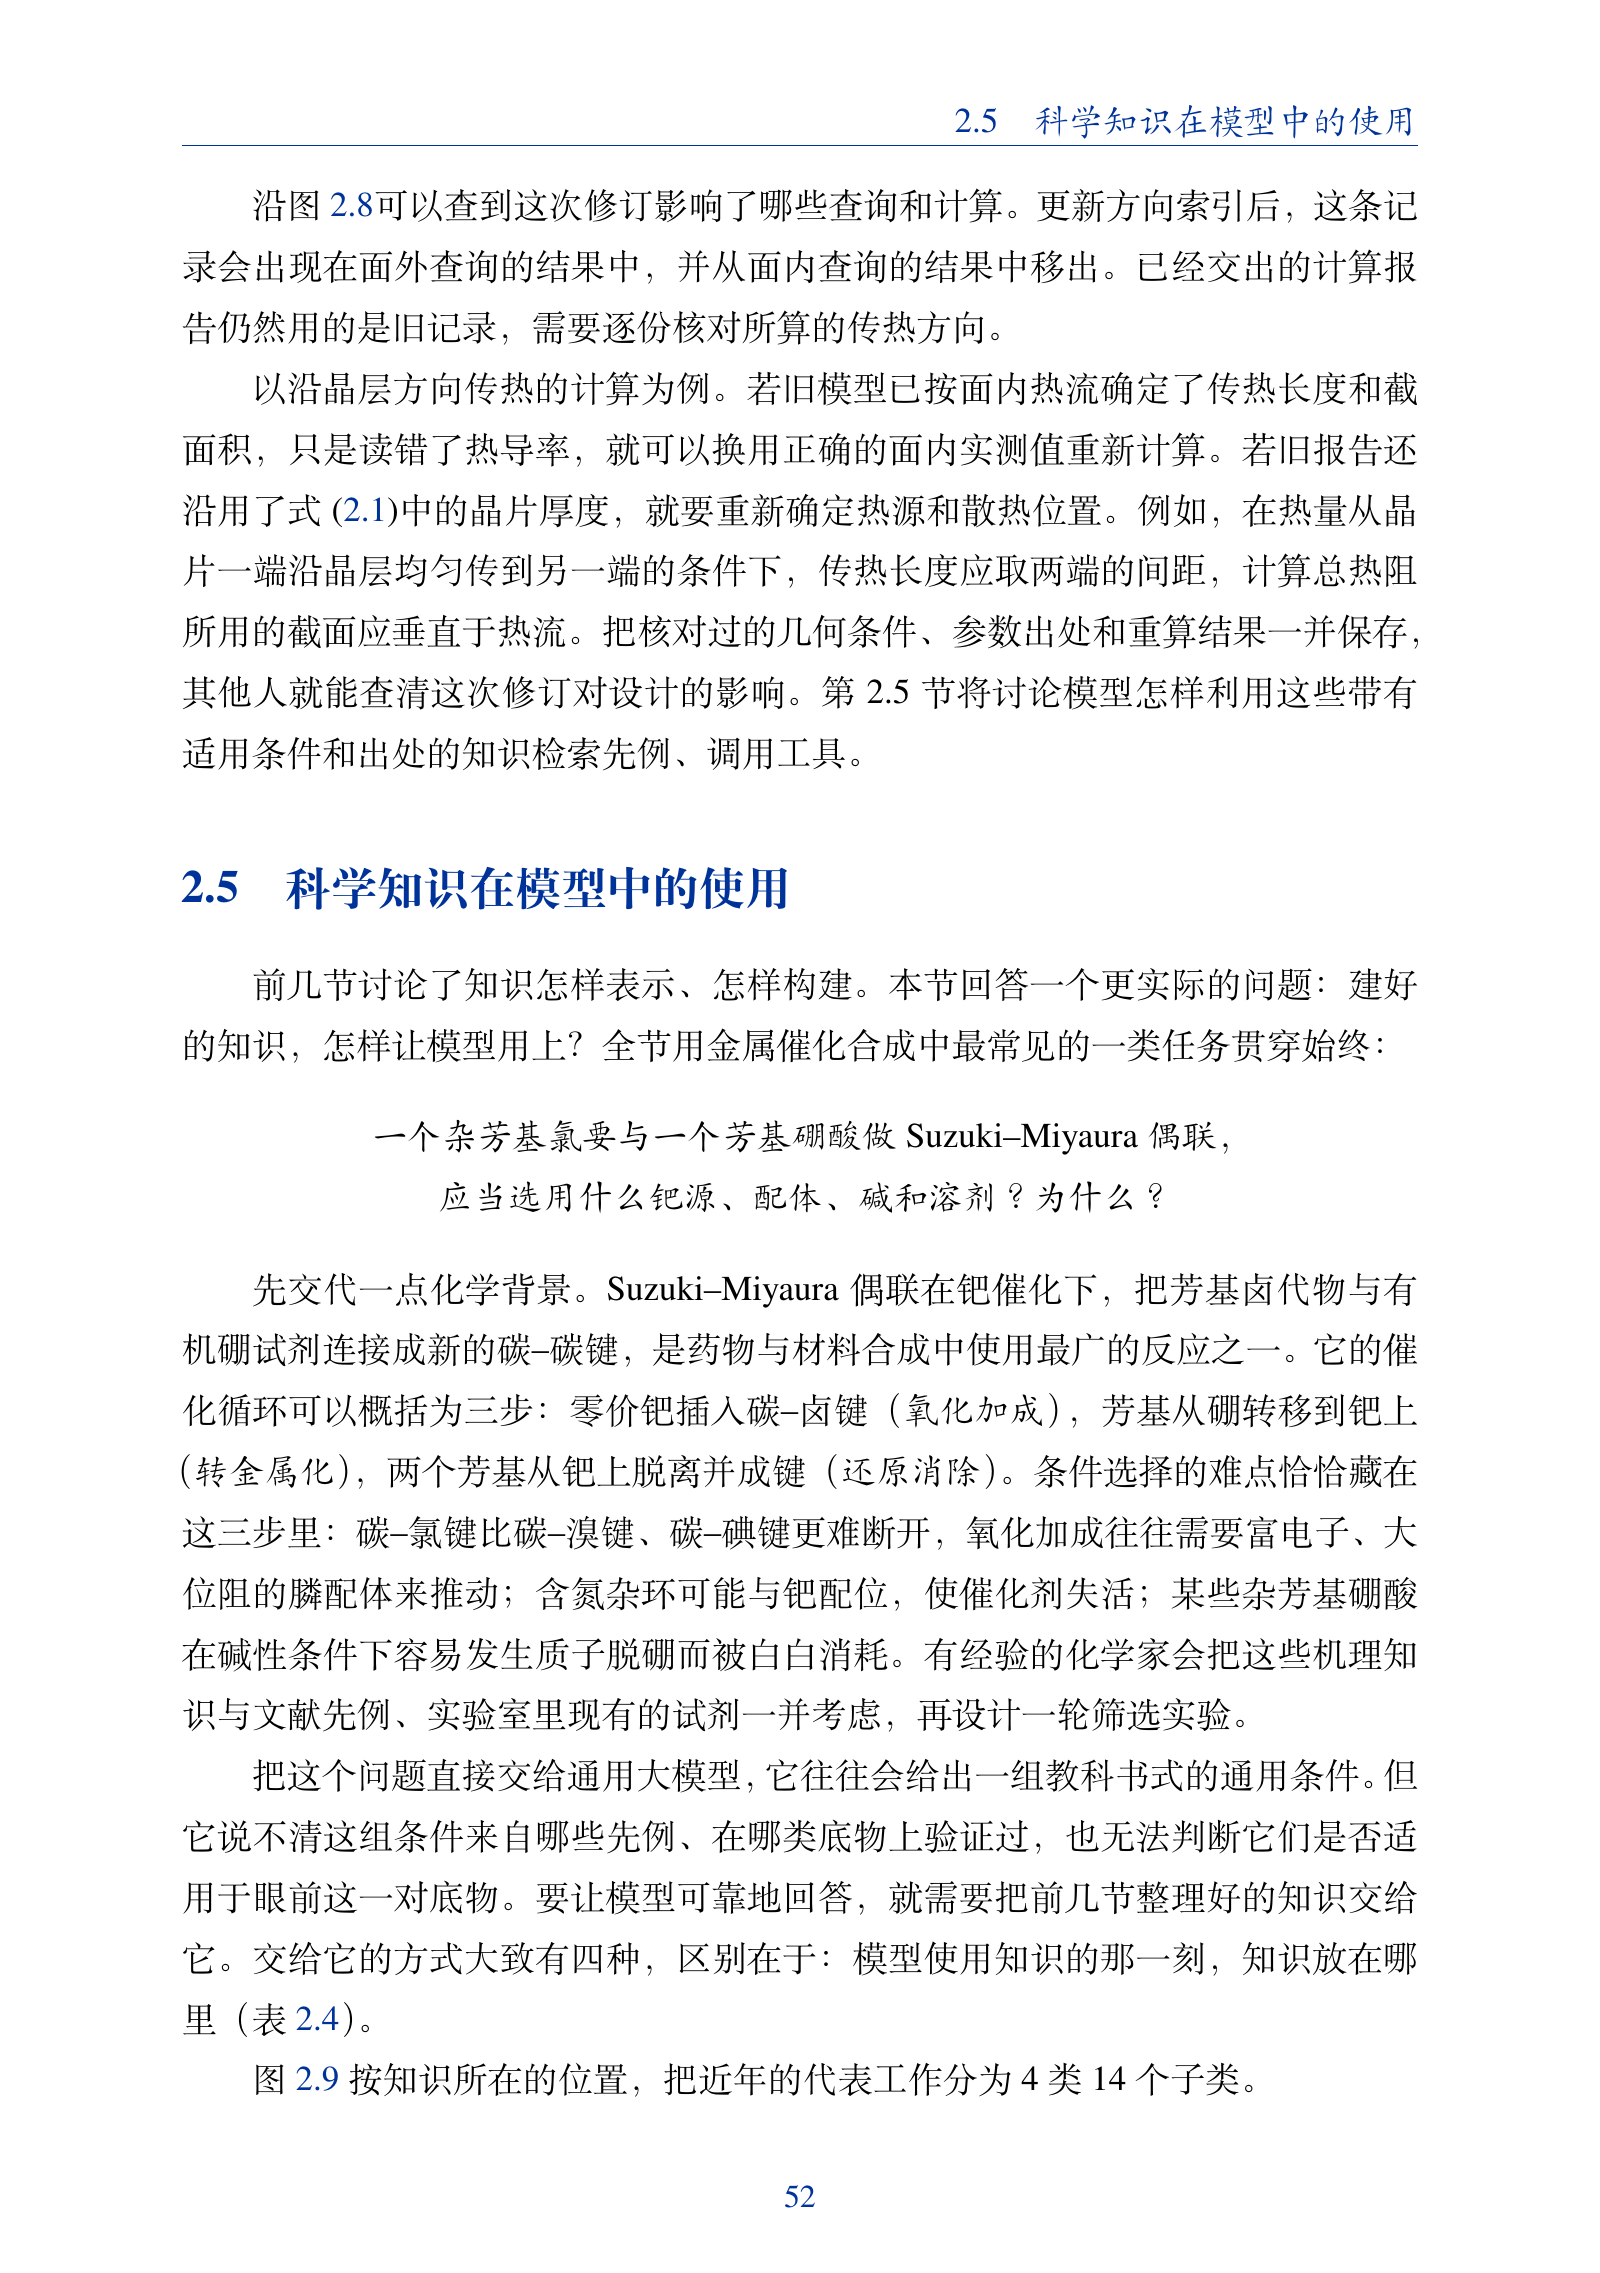 2.5 科学知识在模型中的使用
沿图 2.8可以查到这次修订影响了哪些查询和计算。更新方向索引后，这条记
录会出现在面外查询的结果中，并从面内查询的结果中移出。已经交出的计算报
告仍然用的是旧记录，需要逐份核对所算的传热方向。
以沿晶层方向传热的计算为例。若旧模型已按面内热流确定了传热长度和截
面积，只是读错了热导率，就可以换用正确的面内实测值重新计算。若旧报告还
沿用了式 (2.1)中的晶片厚度，就要重新确定热源和散热位置。例如，在热量从晶
片一端沿晶层均匀传到另一端的条件下，传热长度应取两端的间距，计算总热阻
所用的截面应垂直于热流。把核对过的几何条件、参数出处和重算结果一并保存，
其他人就能查清这次修订对设计的影响。第 2.5 节将讨论模型怎样利用这些带有
适用条件和出处的知识检索先例、调用工具。
2.5 科学知识在模型中的使用
前几节讨论了知识怎样表示、怎样构建。本节回答一个更实际的问题：建好
的知识，怎样让模型用上？全节用金属催化合成中最常见的一类任务贯穿始终：
一个杂芳基氯要与一个芳基硼酸做 Suzuki–Miyaura 偶联，
应当选用什么钯源、配体、碱和溶剂？为什么？
先交代一点化学背景。Suzuki–Miyaura 偶联在钯催化下，把芳基卤代物与有
机硼试剂连接成新的碳–碳键，是药物与材料合成中使用最广的反应之一。它的催
化循环可以概括为三步：零价钯插入碳–卤键（氧化加成），芳基从硼转移到钯上
（转金属化），两个芳基从钯上脱离并成键（还原消除）。条件选择的难点恰恰藏在
这三步里：碳–氯键比碳–溴键、碳–碘键更难断开，氧化加成往往需要富电子、大
位阻的膦配体来推动；含氮杂环可能与钯配位，使催化剂失活；某些杂芳基硼酸
在碱性条件下容易发生质子脱硼而被白白消耗。有经验的化学家会把这些机理知
识与文献先例、实验室里现有的试剂一并考虑，再设计一轮筛选实验。
把这个问题直接交给通用大模型，它往往会给出一组教科书式的通用条件。但
它说不清这组条件来自哪些先例、在哪类底物上验证过，也无法判断它们是否适
用于眼前这一对底物。要让模型可靠地回答，就需要把前几节整理好的知识交给
它。交给它的方式大致有四种，区别在于：模型使用知识的那一刻，知识放在哪
里（表 2.4）。
图 2.9 按知识所在的位置，把近年的代表工作分为 4 类 14 个子类。
52